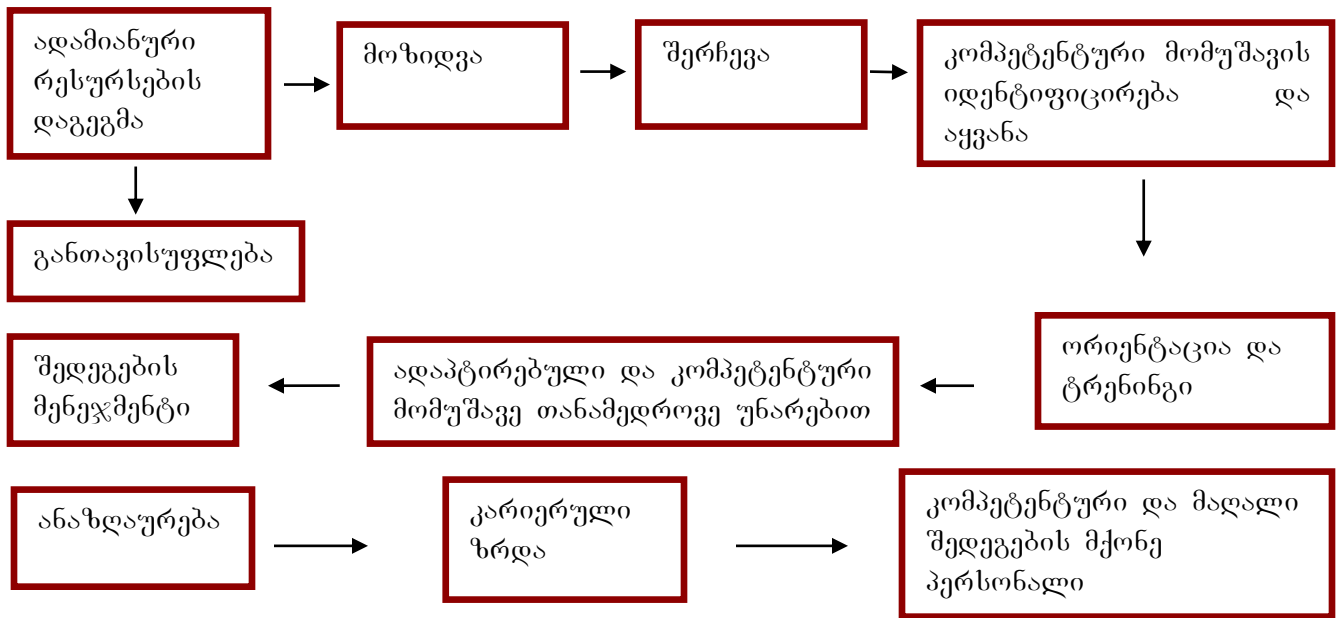 ადამიანური
რესურსების
დაგეგმა
მოზიდვა
შერჩევა
კომპეტენტური მომუშავის
იდენტიფიცირება და
აყვანა
განთავისუფლება
ორიენტაცია და
ტრენინგი
ადაპტირებული და კომპეტენტური
მომუშავე თანამედროვე უნარებით
შედეგების
მენეჯმენტი
ანაზღაურება
კარიერული
ზრდა
კომპეტენტური და მაღალი
შედეგების მქონე
პერსონალი